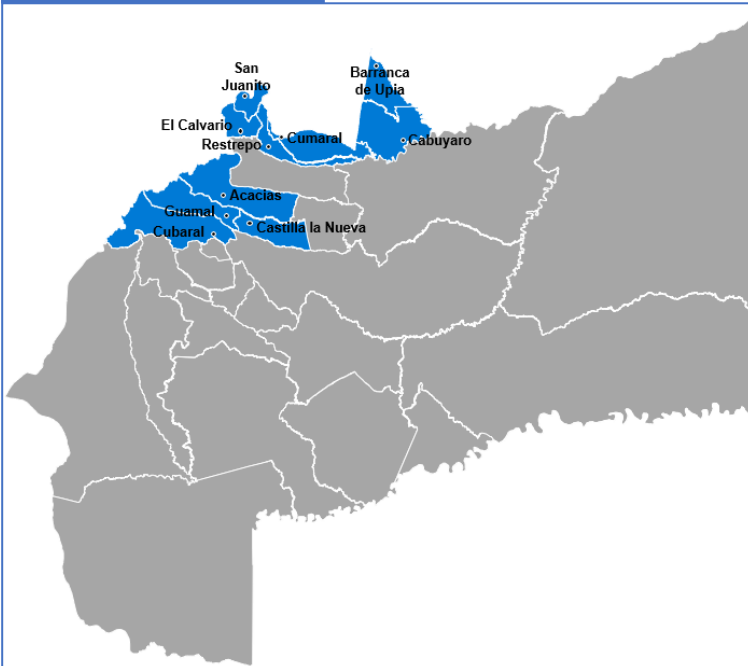 San
Juanito
Barranca
de Upia
El Calvario
Cumaral
Restrepo
Cabuyaro
Acacias
Guamal
Castilla la Nueva
Cubaral